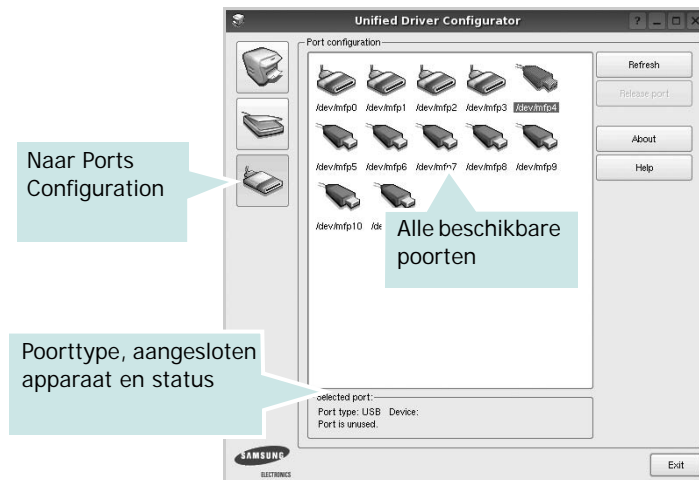 Unified Driver Configurator
Port configuration
/dev/mfp0 /dev/mfp1 /dev/mfp2 /dev/mfp3 /dev/mfp4
/dev/mfp5 /dev/mfp6 /dev/mfp7 /dev/mfp8 /dev/mfp9
/dev/mfp10
Refresh
Release port
About
Help
Naar Ports
Configuration
Alle beschikbare
poorten
Poorttype, aangesloten
apparaat en status
Selected port:
Port type: USB Device:
Port is unused.
SAMSUNG
ELECTRONICS
Exit